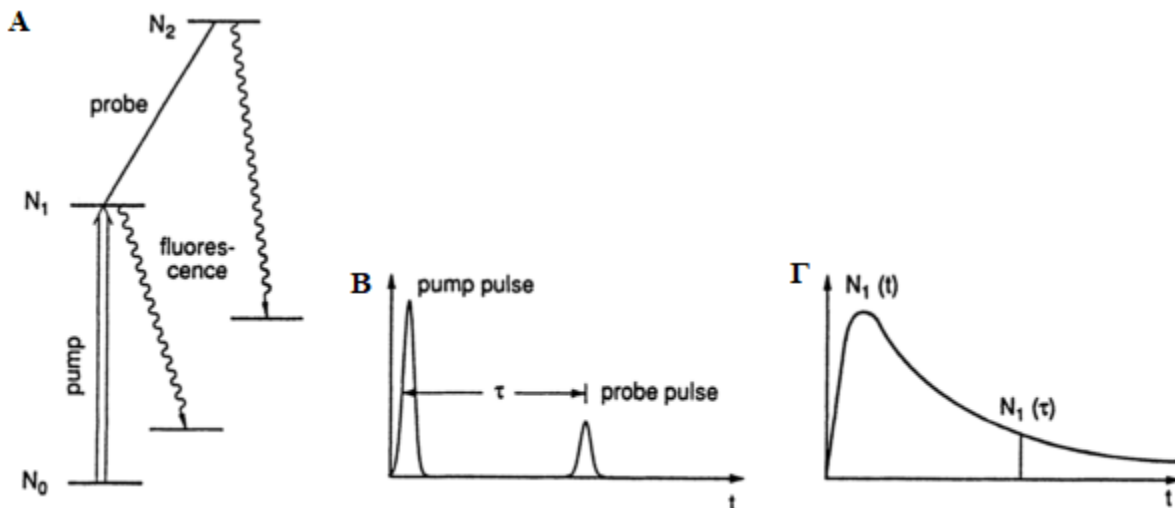 A
N₂
probe
N₁
fluores-
cence
pump
N₀
B
pump pulse
τ
probe pulse
t
Γ
N₁ (t)
N₁ (τ)
t